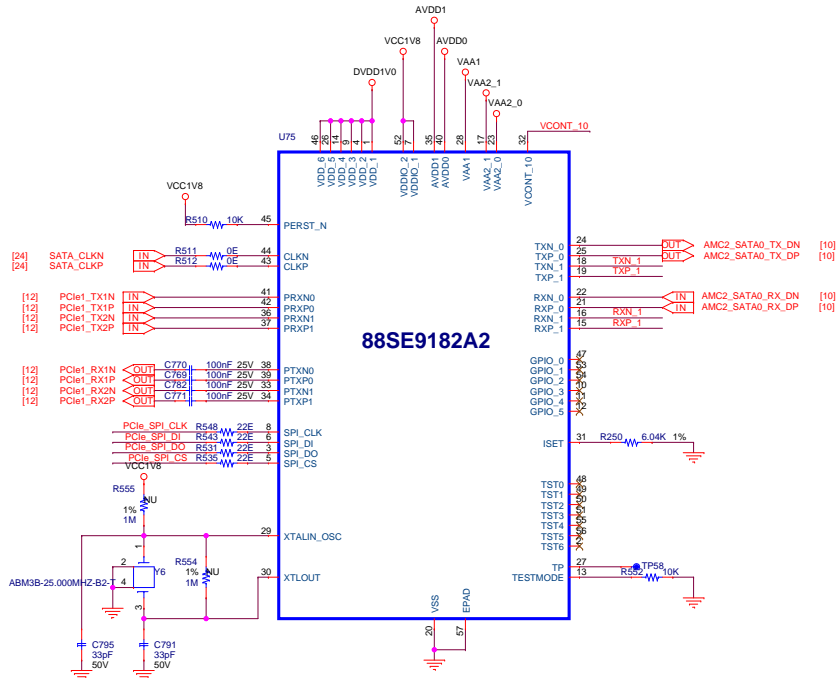 AVDD1
VCC1V8 AVDD0
VAA1
DVDD1V0
VAA2_1
VAA2_0
VCONT_10
U75
46 26 14 9 4 1 52 7 35 40 28 17 23 32
VDD_6 VDD_5 VDD_4 VDD_3 VDD_2 VDD_1 VDDIO_2 VDDIO_1 AVDD1 AVDD0 VAA1 VAA2_1 VAA2_0 VCONT_10
VCC1V8
R510 10K 45 PERST_N
[24] SATA_CLKN IN R511 0E 44 CLKN
[24] SATA_CLKP IN R512 0E 43 CLKP
TXN_0 24 OUT AMC2_SATA0_TX_DN [10]
TXP_0 25 OUT AMC2_SATA0_TX_DP [10]
TXN_1 18 TXN_1
TXP_1 19 TXP_1
[12] PCIe1_TX1N IN 41 PRXN0
[12] PCIe1_TX1P IN 42 PRXP0
[12] PCIe1_TX2N IN 36 PRXN1
[12] PCIe1_TX2P IN 37 PRXP1
RXN_0 22 IN AMC2_SATA0_RX_DN [10]
RXP_0 21 IN AMC2_SATA0_RX_DP [10]
RXN_1 16 RXN_1
RXP_1 15 RXP_1
88SE9182A2
[12] PCIe1_RX1N OUT C770 100nF 25V 38 PTXN0
[12] PCIe1_RX1P OUT C769 100nF 25V 39 PTXP0
[12] PCIe1_RX2N OUT C782 100nF 25V 33 PTXN1
[12] PCIe1_RX2P OUT C771 100nF 25V 34 PTXP1
GPIO_0 47
GPIO_1 53
GPIO_2
GPIO_3
GPIO_4
GPIO_5
PCIe_SPI_CLK R548 22E 8 SPI_CLK
PCIe_SPI_DI R543 22E 6 SPI_DI
PCIe_SPI_DO R531 22E 3 SPI_DO
PCIe_SPI_CS R535 22E 5 SPI_CS
ISET 31 R250 6.04K 1%
VCC1V8
R555 NU
1%
1M
TST0 48
TST1 49
TST2 50
TST3 51
TST4 55
TST5 56
TST6 2
29 XTALIN_OSC
R554
1% NU
1M
1
2 Y6
4
3
ABM3B-25.000MHZ-B2-T
30 XTLOUT
TP 27 TP58
TESTMODE 13 R552 10K
VSS EPAD
20 57
C795
33pF
50V
C791
33pF
50V